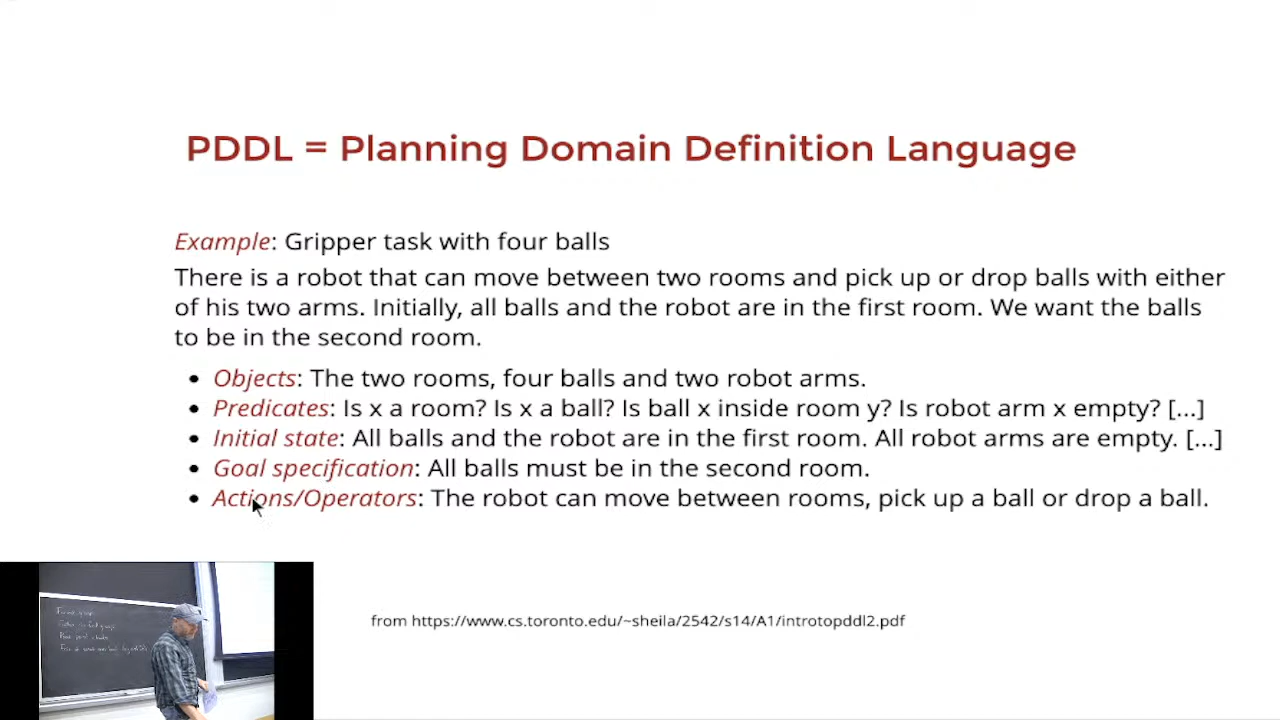 PDDL = Planning Domain Definition Language
Example: Gripper task with four balls
There is a robot that can move between two rooms and pick up or drop balls with either
of his two arms. Initially, all balls and the robot are in the first room. We want the balls
to be in the second room.
• Objects: The two rooms, four balls and two robot arms.
• Predicates: Is x a room? Is x a ball? Is ball x inside room y? Is robot arm x empty? [...]
• Initial state: All balls and the robot are in the first room. All robot arms are empty. [...]
• Goal specification: All balls must be in the second room.
• Actions/Operators: The robot can move between rooms, pick up a ball or drop a ball.
from https://www.cs.toronto.edu/~sheila/2542/s14/A1/introtopddl2.pdf